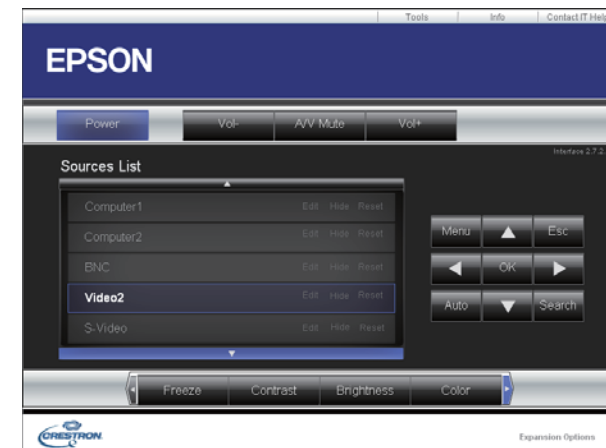 Tools Info Contact IT Help
EPSON
Power Vol- A/V Mute Vol+
Interface 2.7.2.
Sources List
Computer1 Edit Hide Reset
Computer2 Edit Hide Reset
BNC Edit Hide Reset
Video2 Edit Hide Reset
S-Video Edit Hide Reset
Menu Esc
OK
Auto Search
Freeze Contrast Brightness Color
CRESTRON Expansion Options